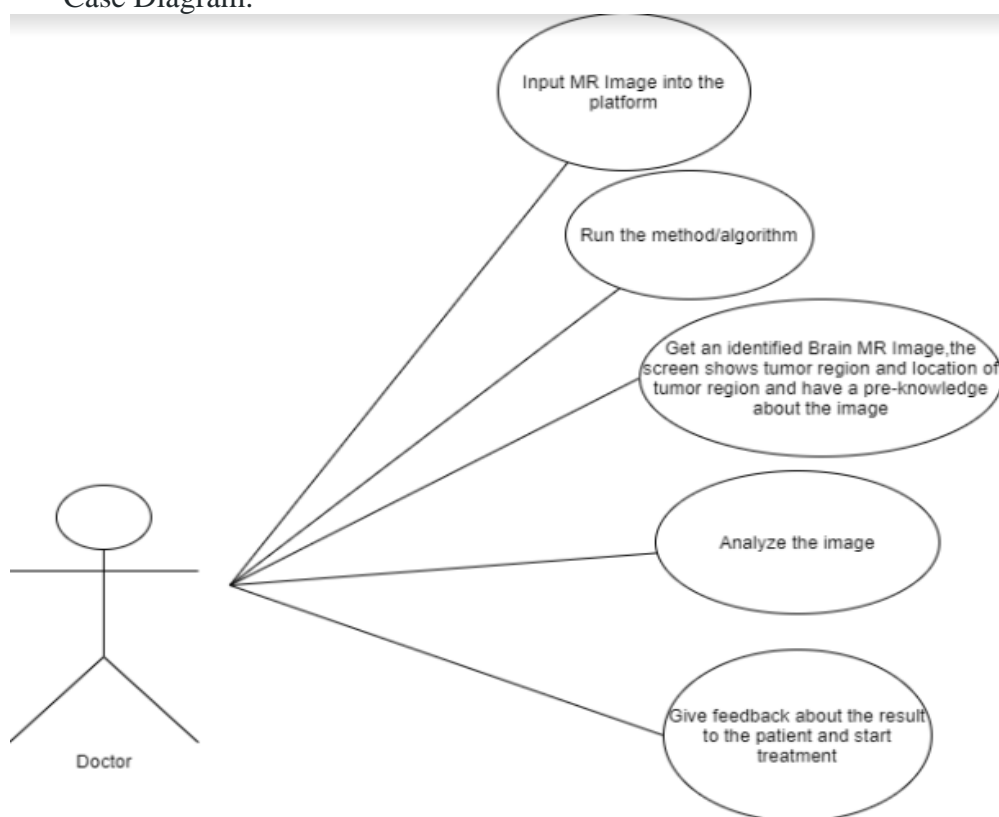 Case Diagram:
Input MR Image into the
platform
Run the method/algorithm
Get an identified Brain MR Image,the
screen shows tumor region and location of
tumor region and have a pre-knowledge
about the image
Analyze the image
Give feedback about the result
to the patient and start
treatment
Doctor